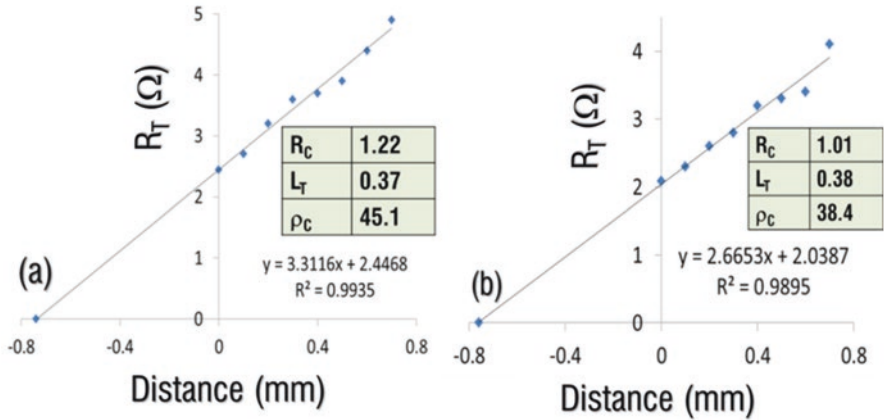 5
4
3
2
1
0
R_T (Ω)
R_C 1.22
L_T 0.37
ρ_C 45.1
y = 3.3116x + 2.4468
R² = 0.9935
(a)
-0.8 -0.4 0 0.4 0.8
Distance (mm)
4
3
2
1
0
R_T (Ω)
R_C 1.01
L_T 0.38
ρ_C 38.4
y = 2.6653x + 2.0387
R² = 0.9895
(b)
-0.8 -0.4 0 0.4 0.8
Distance (mm)